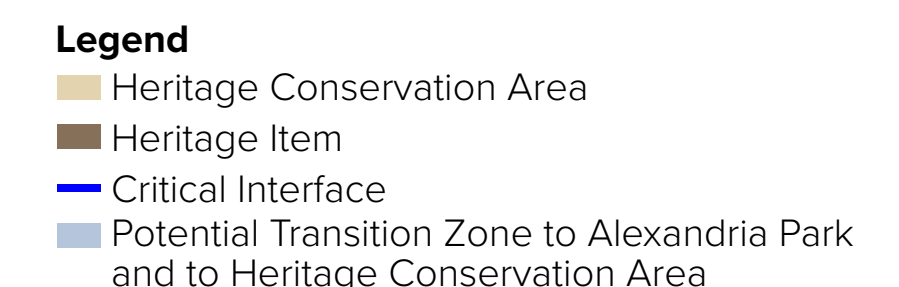 Legend
Heritage Conservation Area
Heritage Item
Critical Interface
Potential Transition Zone to Alexandria Park
and to Heritage Conservation Area